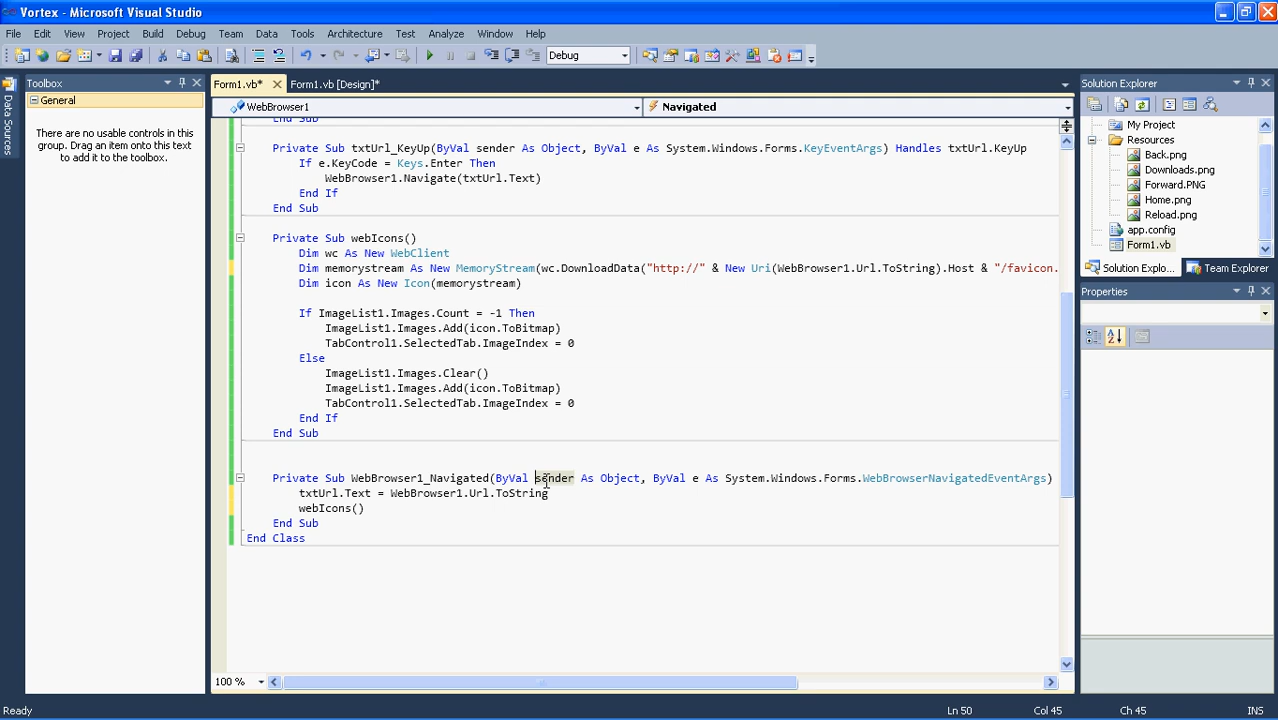 Vortex - Microsoft Visual Studio
File Edit View Project Build Debug Team Data Tools Architecture Test Analyze Window Help
Debug
Data Sources
Toolbox
General
There are no usable controls in this
group. Drag an item onto this text
to add it to the toolbox.
Form1.vb* Form1.vb [Design]*
WebBrowser1 Navigated
End Sub
Private Sub txtUrl_KeyUp(ByVal sender As Object, ByVal e As System.Windows.Forms.KeyEventArgs) Handles txtUrl.KeyUp
If e.KeyCode = Keys.Enter Then
WebBrowser1.Navigate(txtUrl.Text)
End If
End Sub
Private Sub webIcons()
Dim wc As New WebClient
Dim memorystream As New MemoryStream(wc.DownloadData("http://" & New Uri(WebBrowser1.Url.ToString).Host & "/favicon.
Dim icon As New Icon(memorystream)
If ImageList1.Images.Count = -1 Then
ImageList1.Images.Add(icon.ToBitmap)
TabControl1.SelectedTab.ImageIndex = 0
Else
ImageList1.Images.Clear()
ImageList1.Images.Add(icon.ToBitmap)
TabControl1.SelectedTab.ImageIndex = 0
End If
End Sub
Private Sub WebBrowser1_Navigated(ByVal sender As Object, ByVal e As System.Windows.Forms.WebBrowserNavigatedEventArgs)
txtUrl.Text = WebBrowser1.Url.ToString
webIcons()
End Sub
End Class
100 %
Solution Explorer
My Project
Resources
Back.png
Downloads.png
Forward.PNG
Home.png
Reload.png
app.config
Form1.vb
Solution Explo... Team Explorer
Properties
Ready Ln 50 Col 45 Ch 45 INS